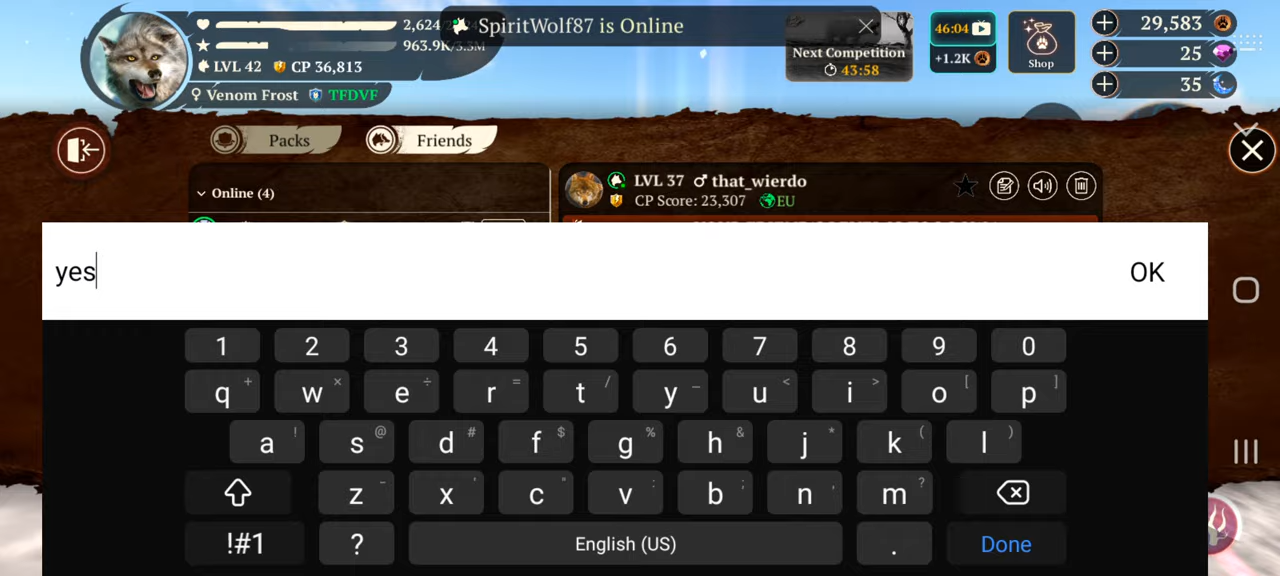 2,624
SpiritWolf87 is Online
963.9K/3.3M
LVL 42 CP 36,813
Venom Frost TFDVF
Next Competition
43:58
46:04
+1.2K
Shop
29,583
25
35
Packs
Friends
Online (4)
LVL 37 that_wierdo
CP Score: 23,307 EU
yes
OK
1 2 3 4 5 6 7 8 9 0
q + w × e ÷ r = t / y _ u < i > o [ p ]
a ! s @ d # f $ g % h & j * k ( l )
z - x ' c " v : b ; n , m ?
!#1 ? English (US) . Done